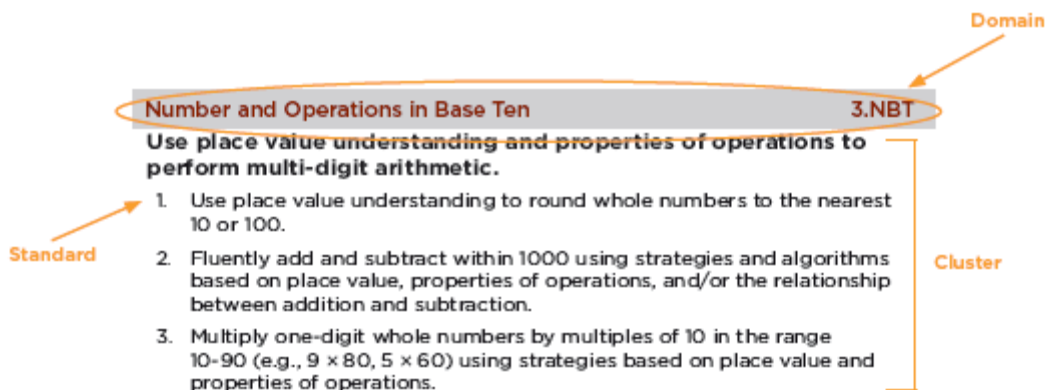 Domain
Number and Operations in Base Ten 3.NBT
Use place value understanding and properties of operations to
perform multi-digit arithmetic.
1. Use place value understanding to round whole numbers to the nearest
10 or 100.
Standard
2. Fluently add and subtract within 1000 using strategies and algorithms
based on place value, properties of operations, and/or the relationship
between addition and subtraction.
Cluster
3. Multiply one-digit whole numbers by multiples of 10 in the range
10-90 (e.g., 9 × 80, 5 × 60) using strategies based on place value and
properties of operations.